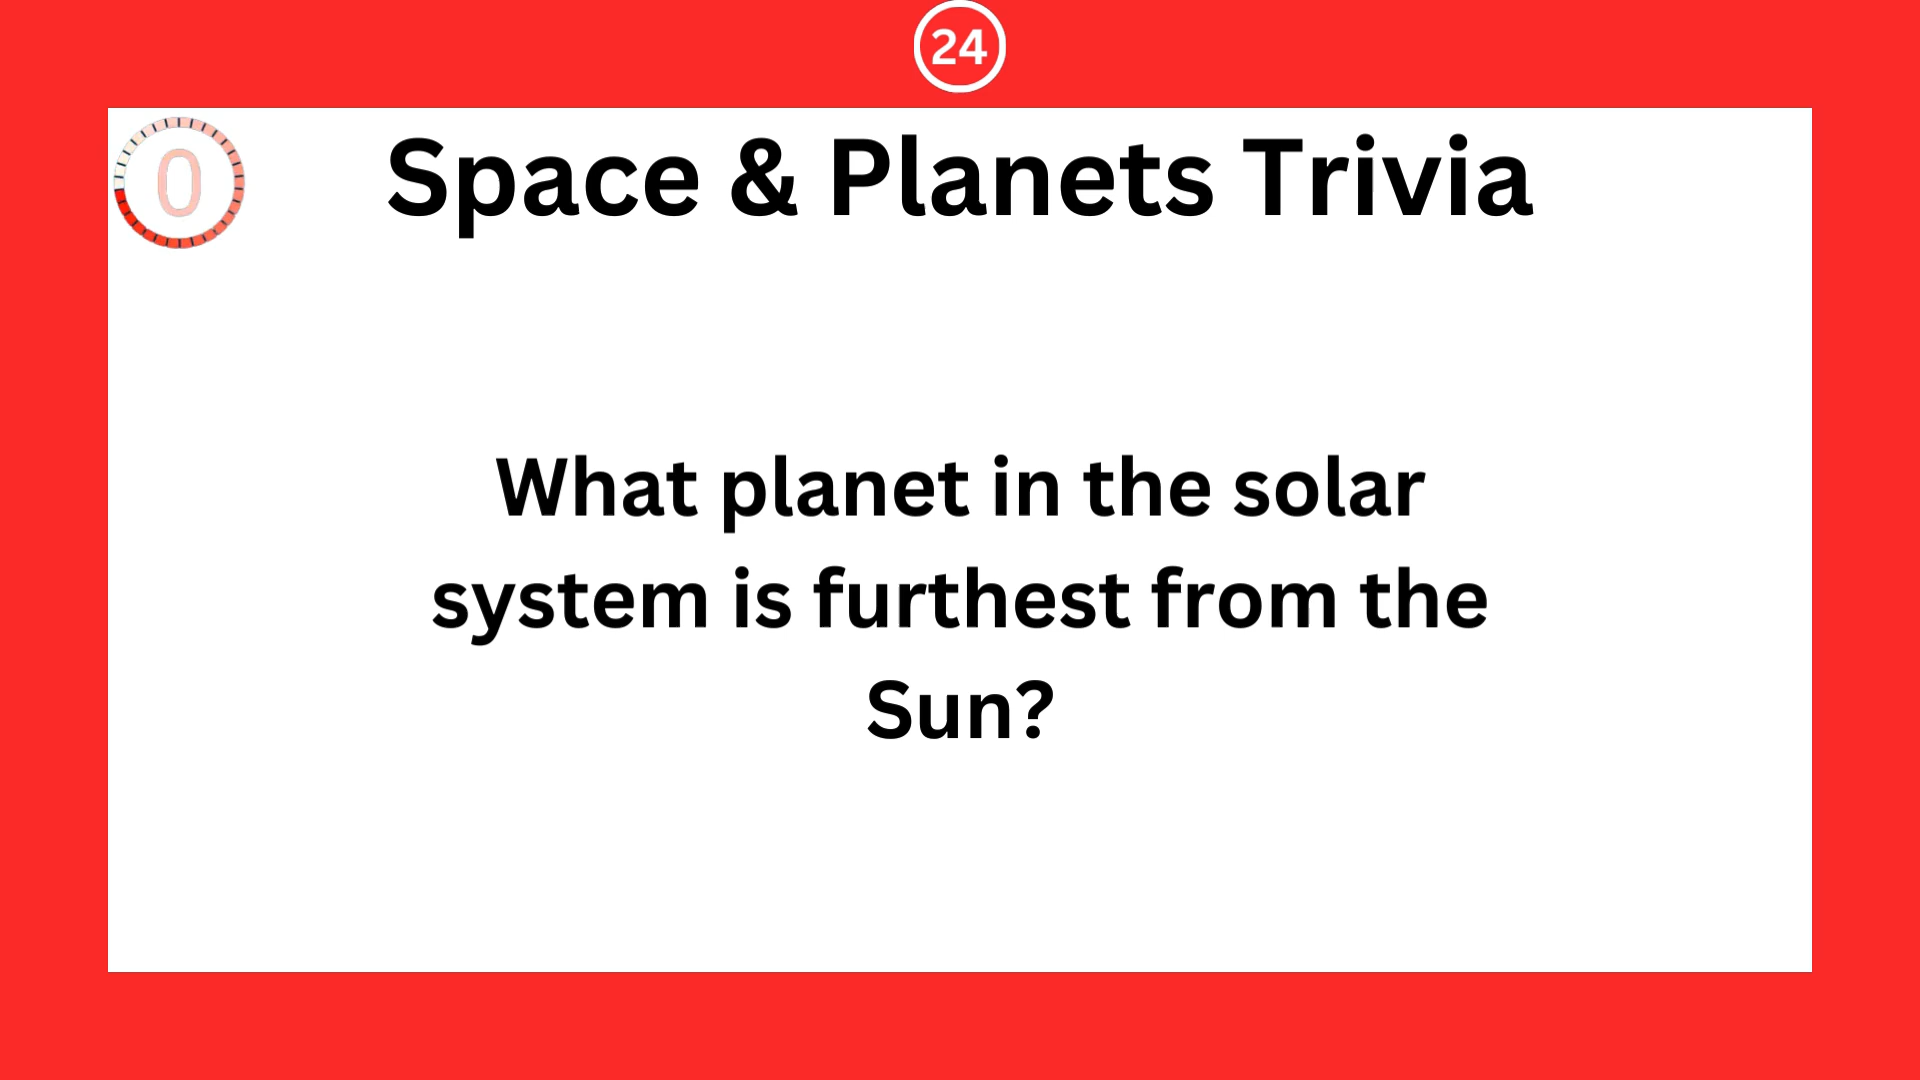 24
0
Space & Planets Trivia
What planet in the solar
system is furthest from the
Sun?